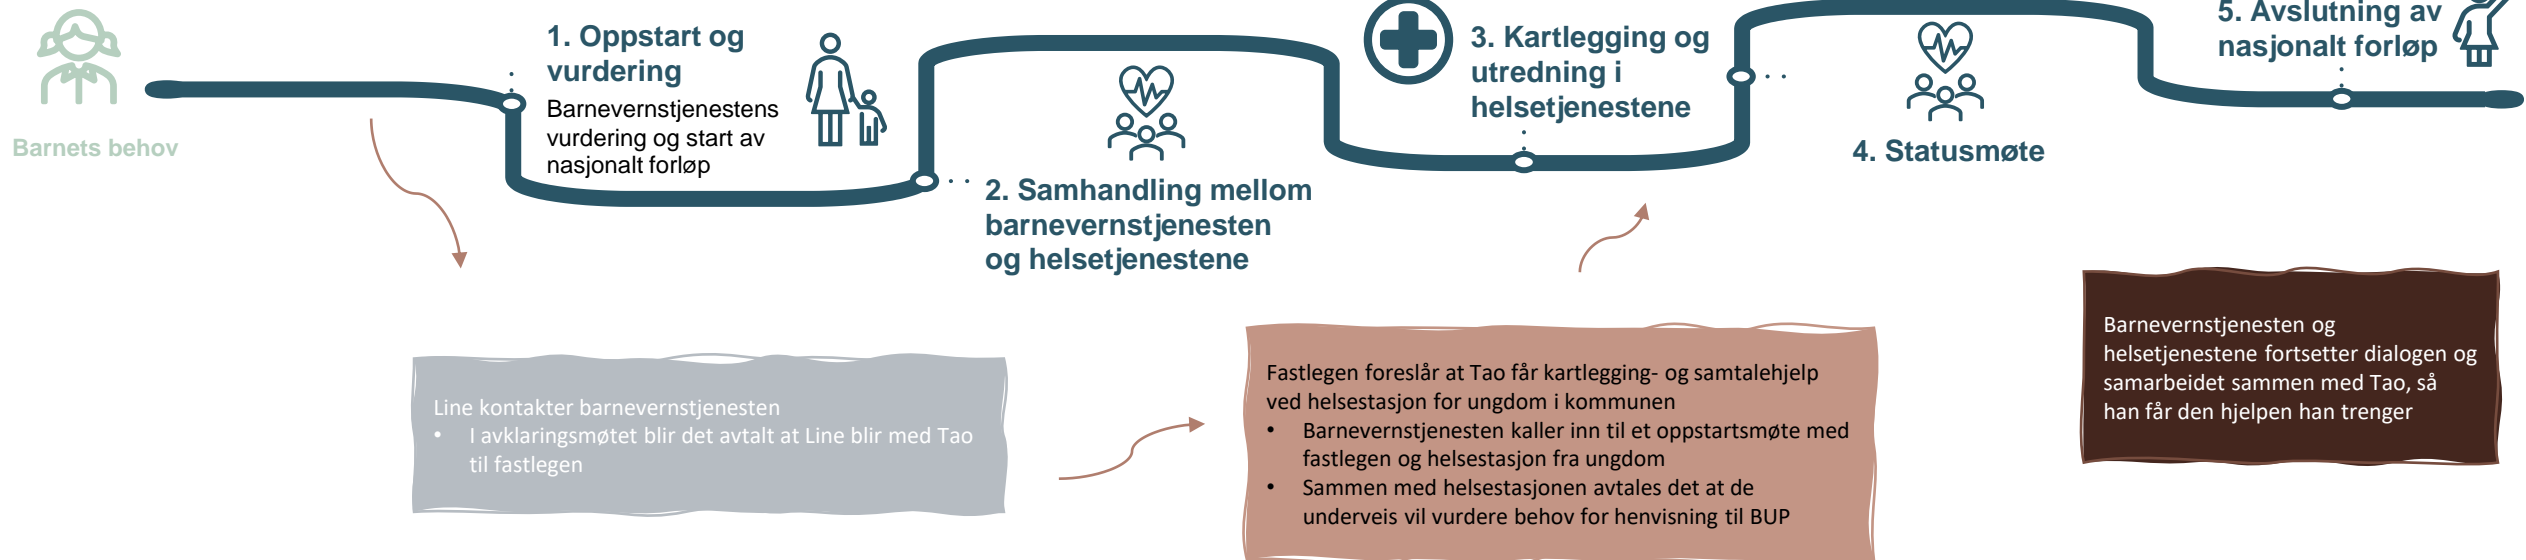 Barnets behov
1. Oppstart og
vurdering
Barnevernstjenestens
vurdering og start av
nasjonalt forløp
2. Samhandling mellom
barnevernstjenesten
og helsetjenestene
3. Kartlegging og
utredning i
helsetjenestene
4. Statusmøte
5. Avslutning av
nasjonalt forløp
Line kontakter barnevernstjenesten
• I avklaringsmøtet blir det avtalt at Line blir med Tao
til fastlegen
Fastlegen foreslår at Tao får kartlegging- og samtalehjelp
ved helsestasjon for ungdom i kommunen
• Barnevernstjenesten kaller inn til et oppstartsmøte med
fastlegen og helsestasjon fra ungdom
• Sammen med helsestasjonen avtales det at de
underveis vil vurdere behov for henvisning til BUP
Barnevernstjenesten og
helsetjenestene fortsetter dialogen og
samarbeidet sammen med Tao, så
han får den hjelpen han trenger